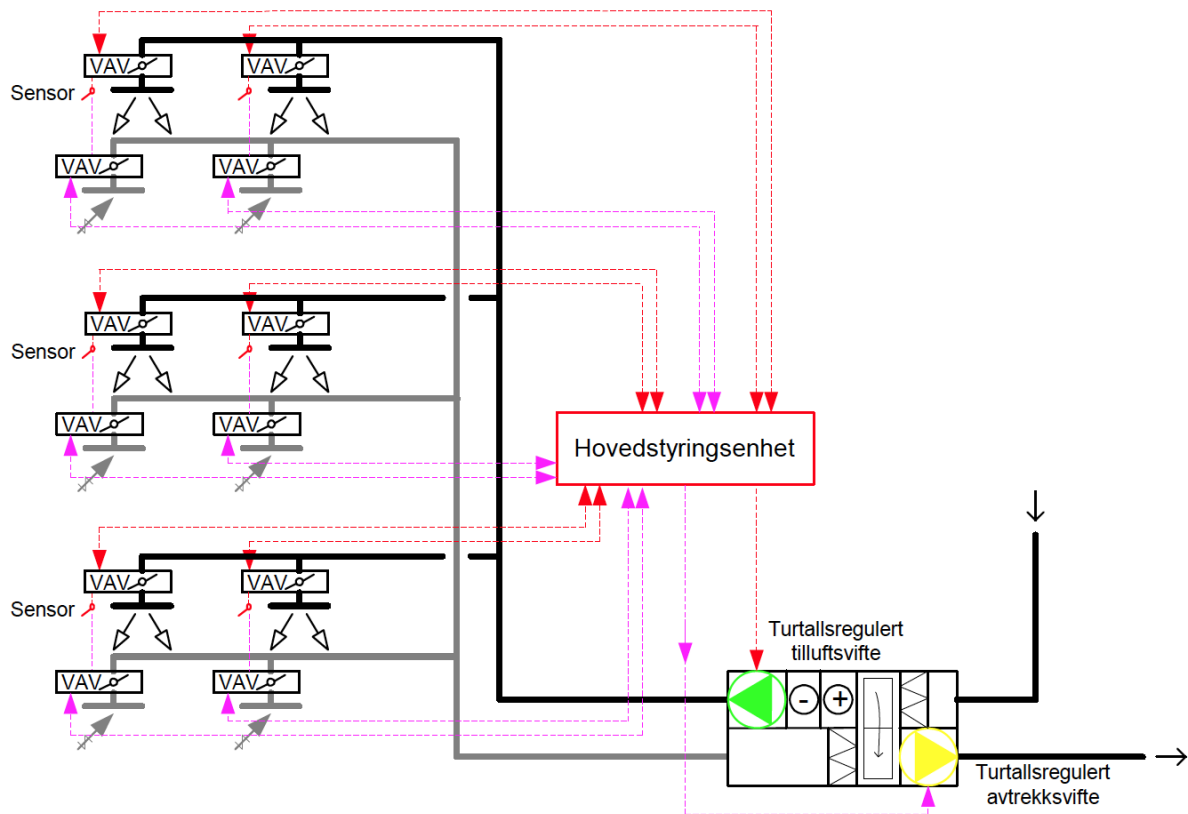 VAV VAV
Sensor
VAV VAV
VAV VAV
Sensor
VAV VAV
Hovedstyringsenhet
VAV VAV
Sensor
VAV VAV
Turtallsregulert
tilluftsvifte
- +
Turtallsregulert
avtrekksvifte